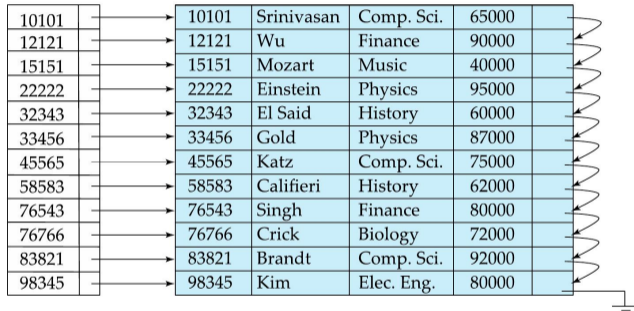 10101 10101 Srinivasan Comp. Sci. 65000
12121 12121 Wu Finance 90000
15151 15151 Mozart Music 40000
22222 22222 Einstein Physics 95000
32343 32343 El Said History 60000
33456 33456 Gold Physics 87000
45565 45565 Katz Comp. Sci. 75000
58583 58583 Califieri History 62000
76543 76543 Singh Finance 80000
76766 76766 Crick Biology 72000
83821 83821 Brandt Comp. Sci. 92000
98345 98345 Kim Elec. Eng. 80000